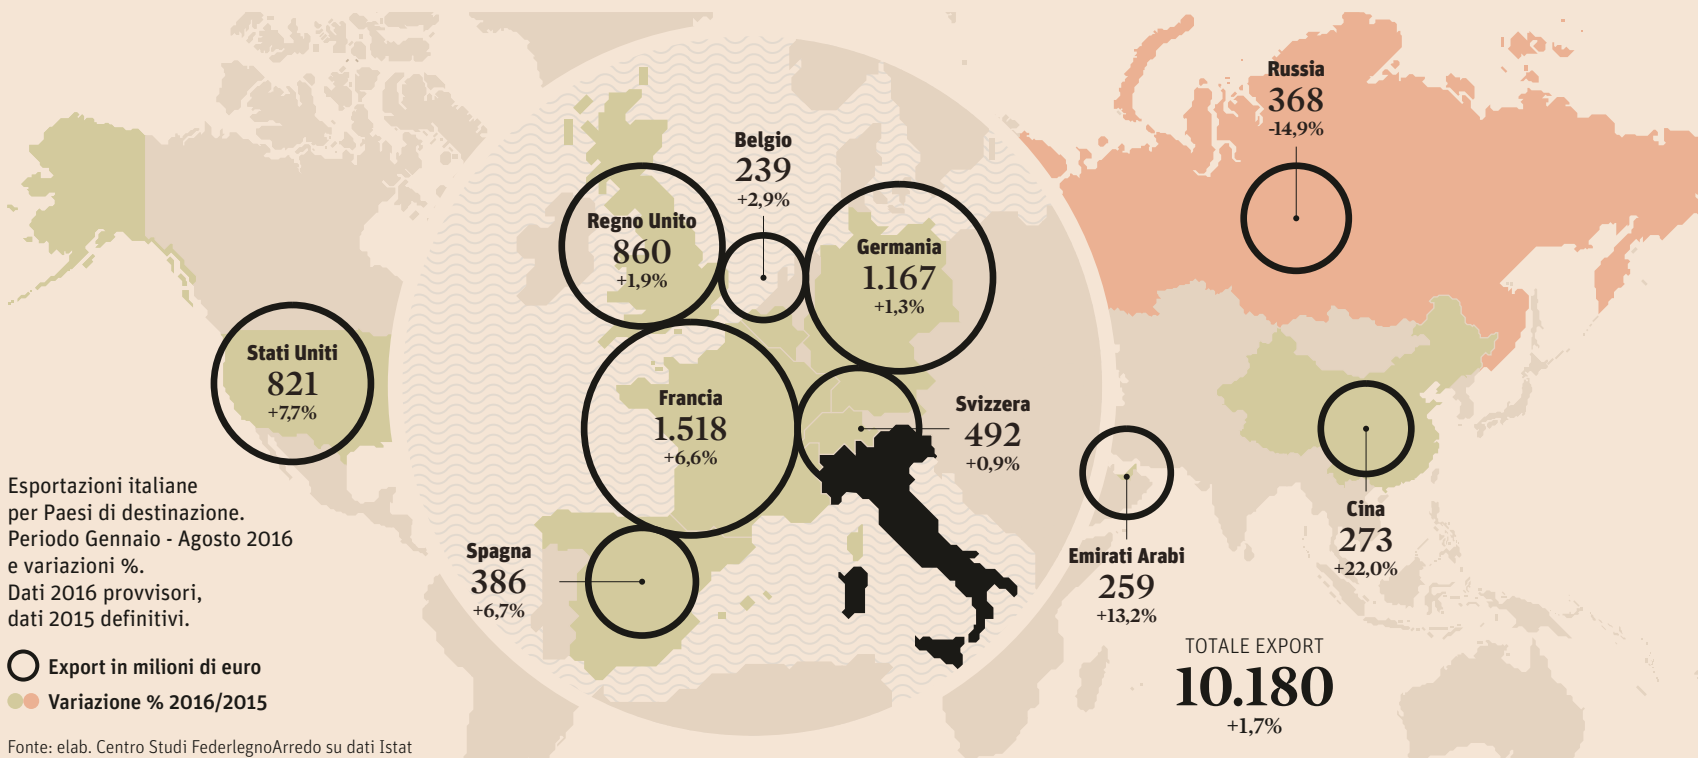 Russia
368
-14,9%
Belgio
239
+2,9%
Regno Unito
860
+1,9%
Germania
1.167
+1,3%
Stati Uniti
821
+7,7%
Francia
1.518
+6,6%
Svizzera
492
+0,9%
Spagna
386
+6,7%
Emirati Arabi
259
+13,2%
Cina
273
+22,0%
Esportazioni italiane
per Paesi di destinazione.
Periodo Gennaio - Agosto 2016
e variazioni %.
Dati 2016 provvisori,
dati 2015 definitivi.
Export in milioni di euro
Variazione % 2016/2015
TOTALE EXPORT
10.180
+1,7%
Fonte: elab. Centro Studi FederlegnoArredo su dati Istat